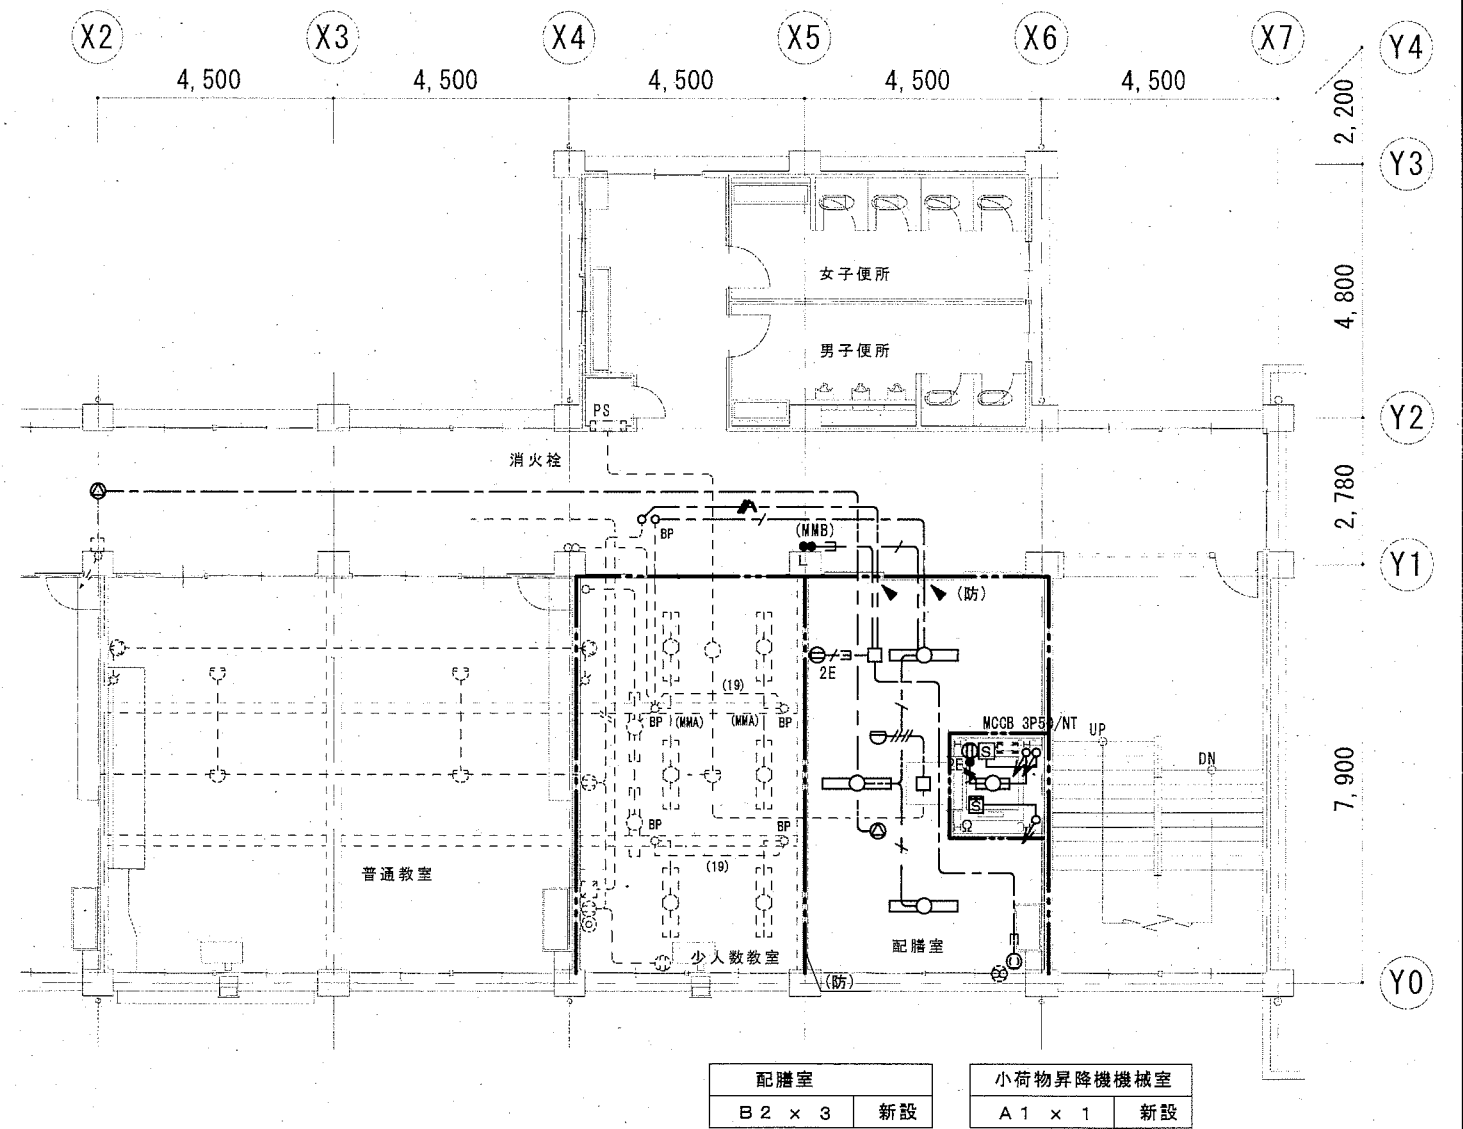 X2 X3 X4 X5 X6 X7 Y4
4,500 4,500 4,500 4,500 4,500
2,200
Y3
女子便所
4,800
男子便所
PS
Y2
消火栓
2,780
BP
(MMB)
L
Y1
(防)
2E
(19)
BP (MMA) (MMA) BP
UP
2E
DN
7,900
BP BP
(19)
普通教室
配膳室
少人数教室
(防)
Y0
配膳室
B2 × 3 新設
小荷物昇降機機械室
A1 × 1 新設